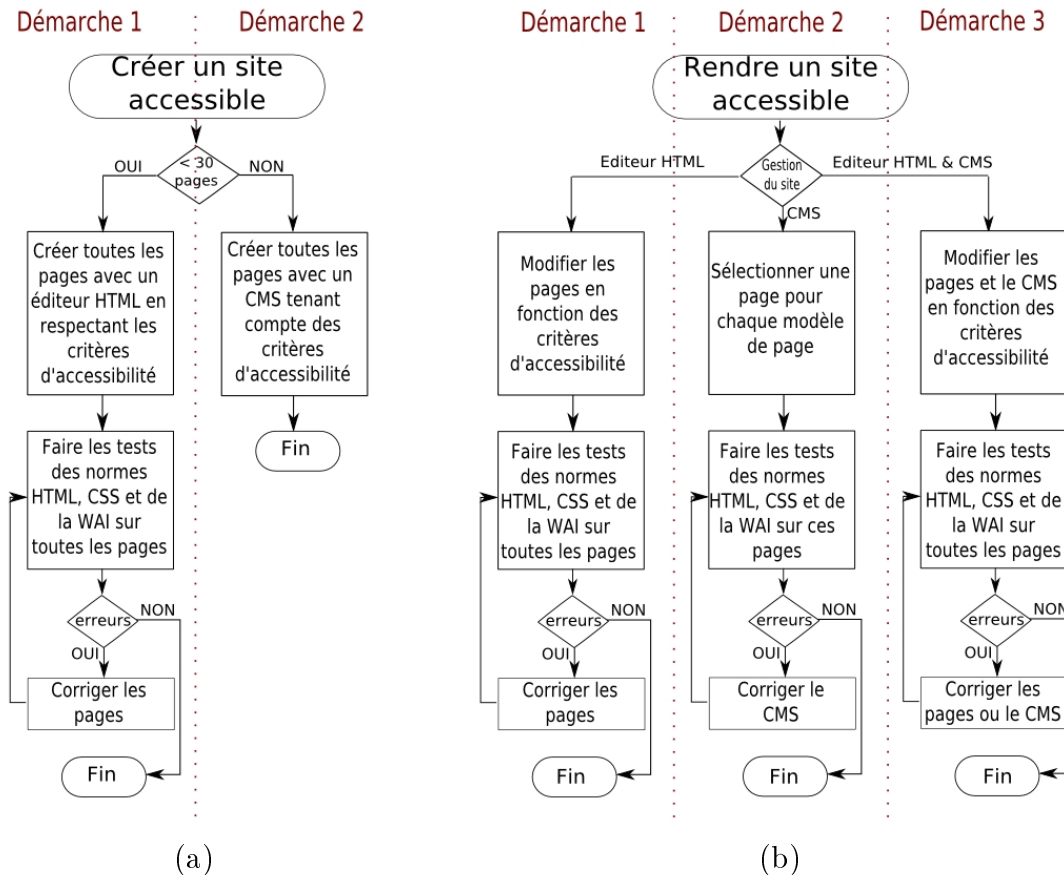 Démarche 1
Démarche 2
Créer un site
accessible
< 30
pages
OUI
NON
Créer toutes les
pages avec un
éditeur HTML en
respectant les
critères
d'accessibilité
Créer toutes les
pages avec un
CMS tenant
compte des
critères
d'accessibilité
Fin
Faire les tests
des normes
HTML, CSS et de
la WAI sur
toutes les pages
erreurs
NON
OUI
Corriger les
pages
Fin
(a)
Démarche 1
Démarche 2
Démarche 3
Rendre un site
accessible
Editeur HTML
Gestion
du site
Editeur HTML & CMS
CMS
Modifier les
pages en
fonction des
critères
d'accessibilité
Sélectionner une
page pour
chaque modèle
de page
Modifier les
pages et le CMS
en fonction des
critères
d'accessibilité
Faire les tests
des normes
HTML, CSS et de
la WAI sur
toutes les pages
Faire les tests
des normes
HTML, CSS et de
la WAI sur ces
pages
Faire les tests
des normes
HTML, CSS et de
la WAI sur
toutes les pages
erreurs
NON
OUI
Corriger les
pages
Fin
erreurs
NON
OUI
Corriger le
CMS
Fin
erreurs
NON
OUI
Corriger les
pages ou le CMS
Fin
(b)